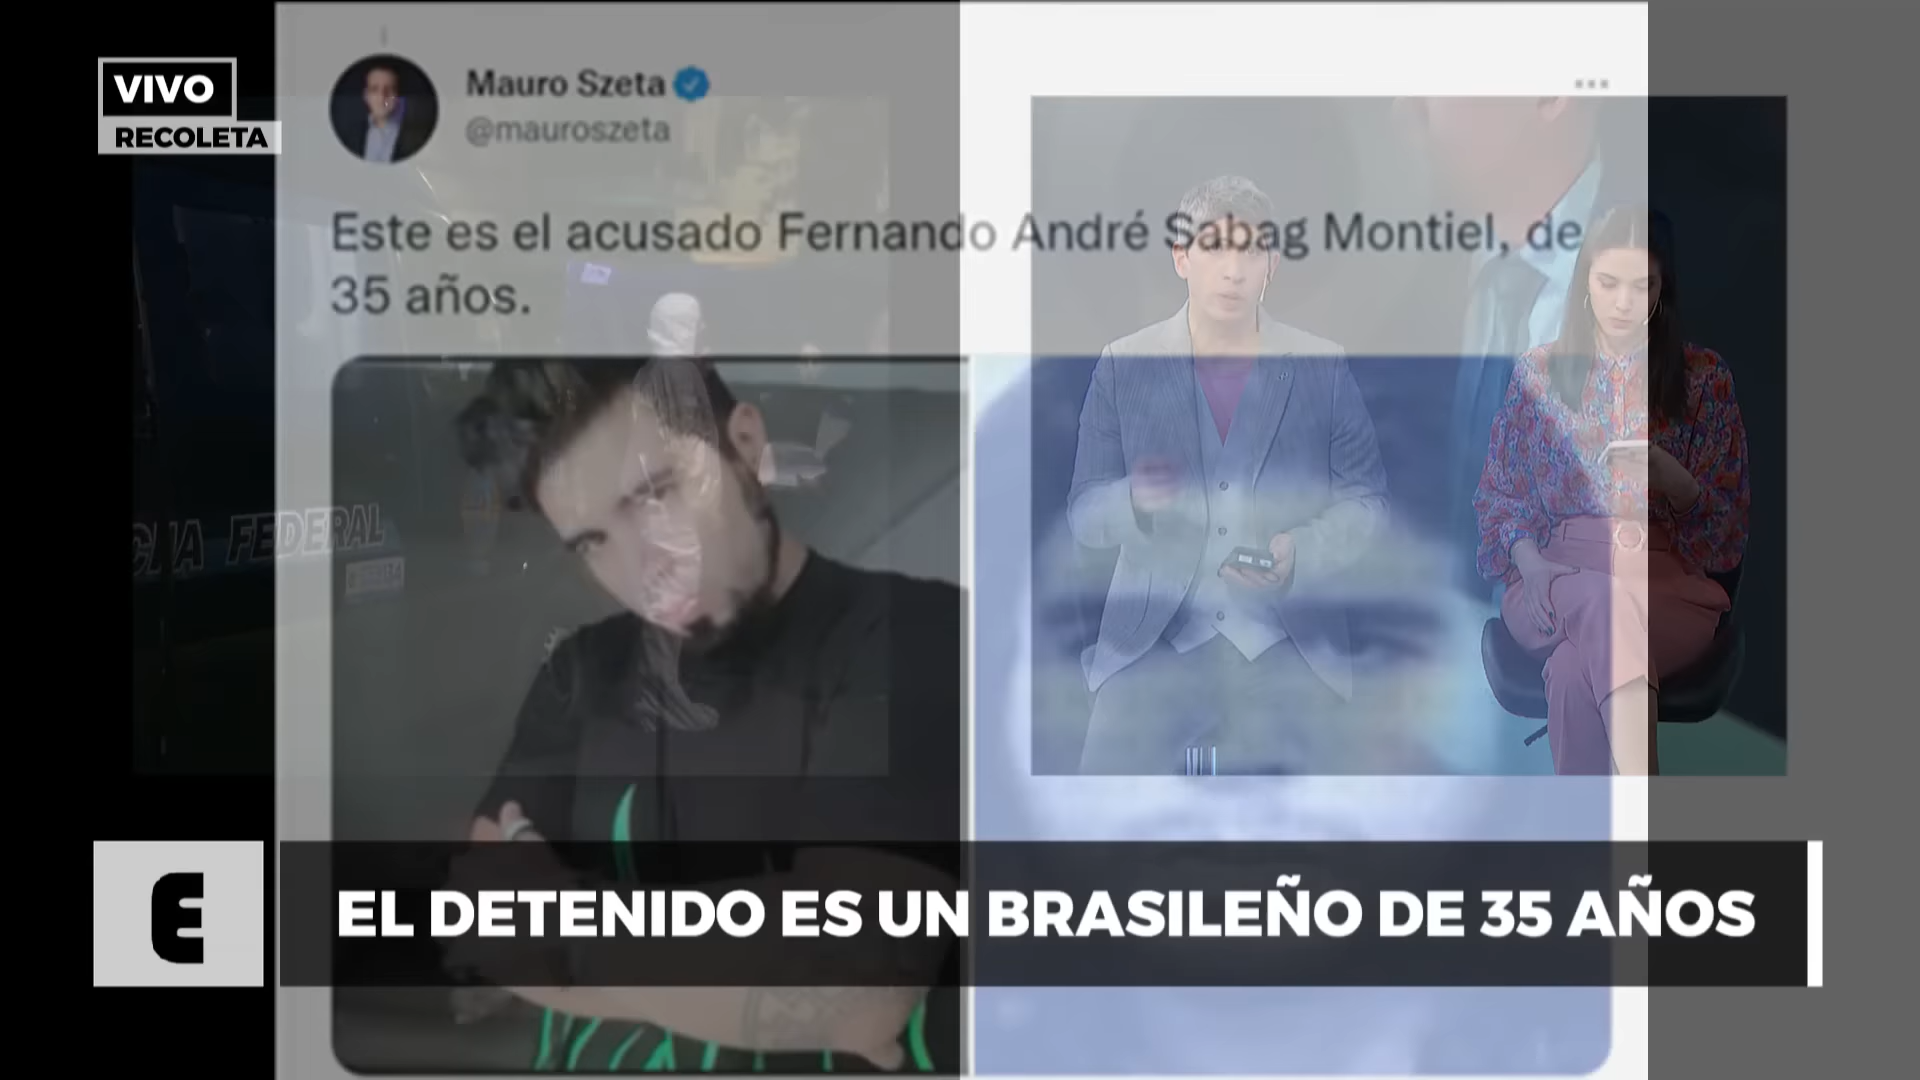 VIVO
RECOLETA
Mauro Szeta
@mauroszeta
Este es el acusado Fernando André Sabag Montiel, de
35 años.
FEDERAL
E
EL DETENIDO ES UN BRASILEÑO DE 35 AÑOS